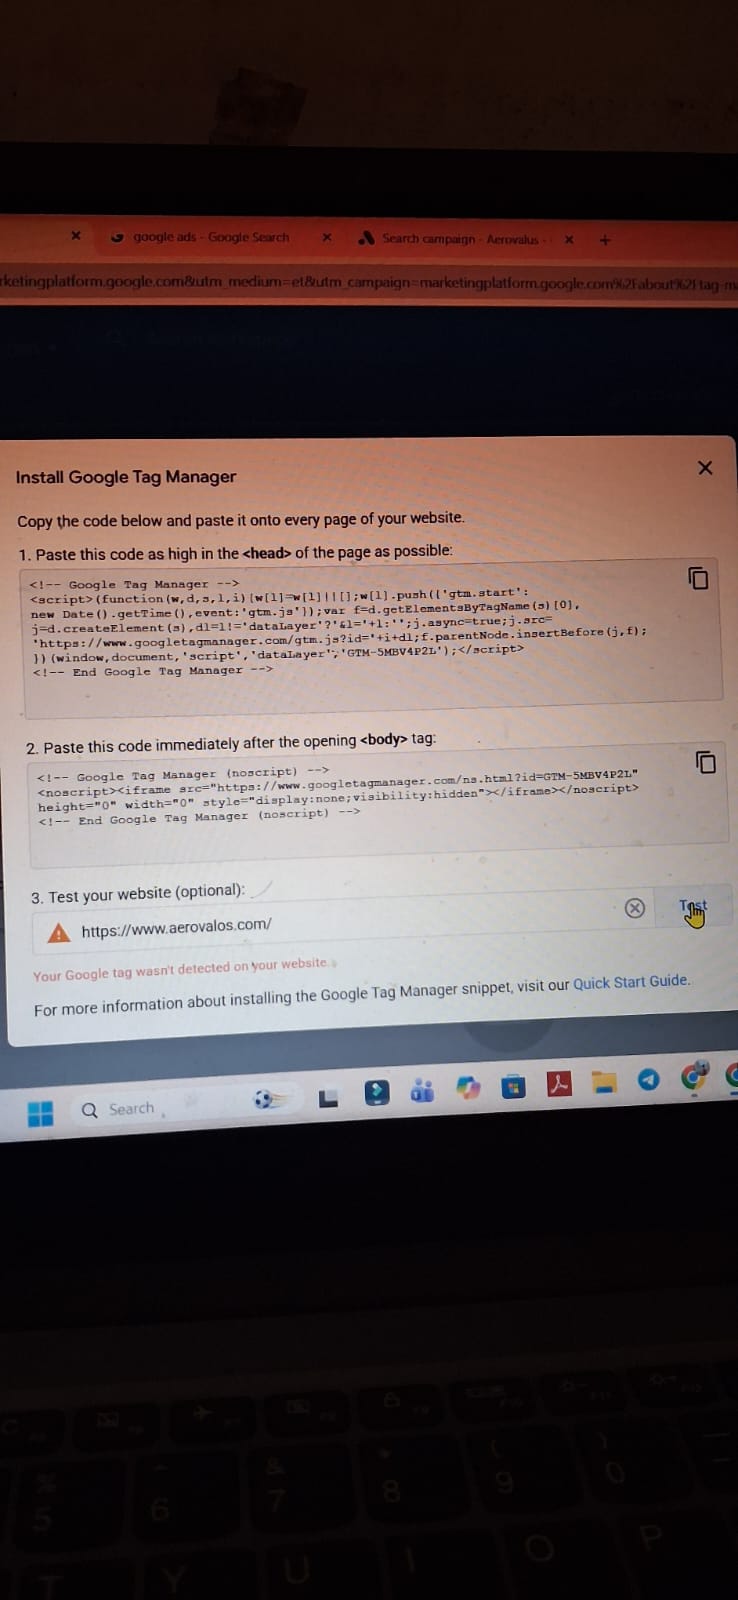 google ads - Google Search
Search campaign - Aerovalus -
rketingplatform.google.com&utm_medium=et&utm_campaign=marketingplatform.google.com%2Fabout%2Ftag-m
Install Google Tag Manager
Copy the code below and paste it onto every page of your website.
1. Paste this code as high in the <head> of the page as possible:
<!-- Google Tag Manager -->
<script>(function(w,d,s,l,i){w[l]=w[l]||[];w[l].push({'gtm.start':
new Date().getTime(),event:'gtm.js'});var f=d.getElementsByTagName(s)[0],
j=d.createElement(s),dl=l!='dataLayer'?'&l='+l:'';j.async=true;j.src=
'https://www.googletagmanager.com/gtm.js?id='+i+dl;f.parentNode.insertBefore(j,f);
})(window,document,'script','dataLayer','GTM-5MBV4P2L');</script>
<!-- End Google Tag Manager -->
2. Paste this code immediately after the opening <body> tag:
<!-- Google Tag Manager (noscript) -->
<noscript><iframe src="https://www.googletagmanager.com/ns.html?id=GTM-5MBV4P2L"
height="0" width="0" style="display:none;visibility:hidden"></iframe></noscript>
<!-- End Google Tag Manager (noscript) -->
3. Test your website (optional):
https://www.aerovalos.com/
Test
Your Google tag wasn't detected on your website.
For more information about installing the Google Tag Manager snippet, visit our Quick Start Guide.
Search
5 6 & 7 8 ( 9 ) 0
T Y U I O P